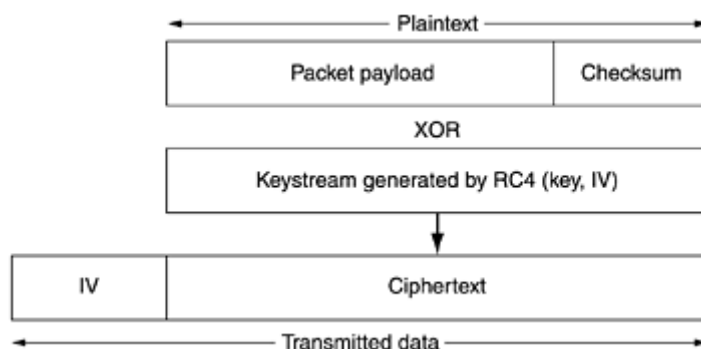 Plaintext
Packet payload Checksum
XOR
Keystream generated by RC4 (key, IV)
IV Ciphertext
Transmitted data